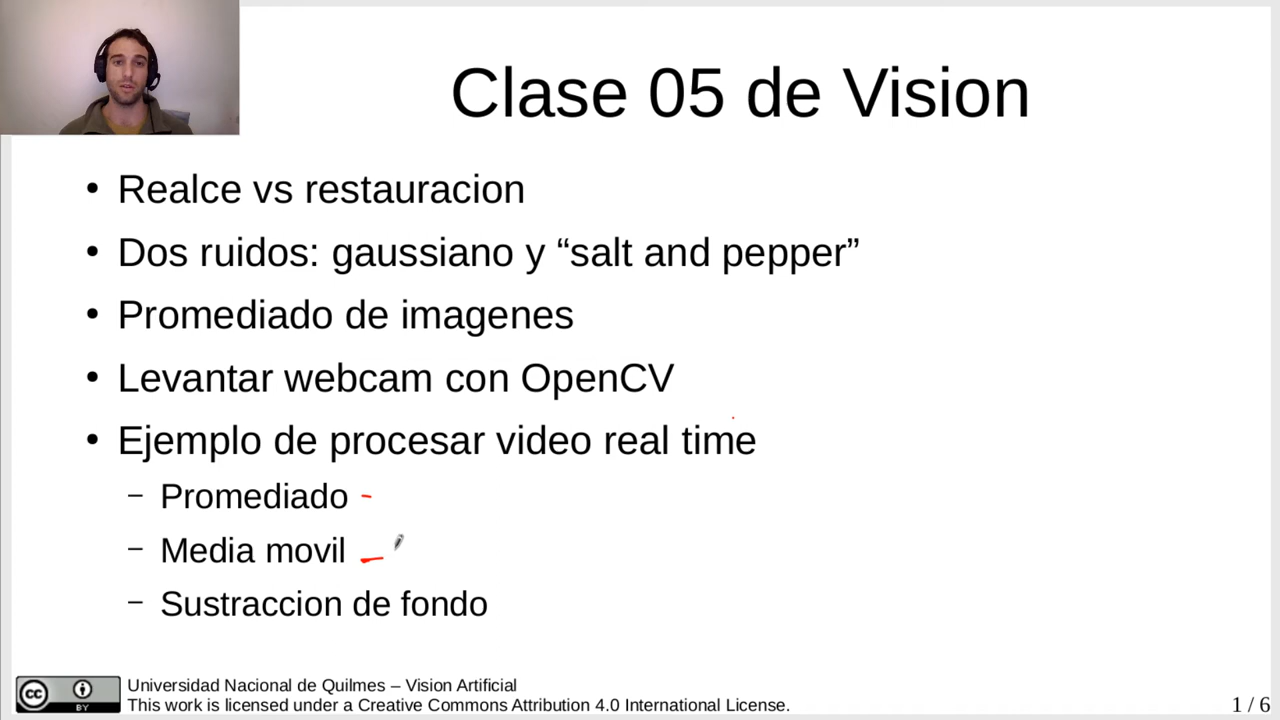 Clase 05 de Vision
• Realce vs restauracion
• Dos ruidos: gaussiano y “salt and pepper”
• Promediado de imagenes
• Levantar webcam con OpenCV
• Ejemplo de procesar video real time
– Promediado
– Media movil
– Sustraccion de fondo
cc BY
Universidad Nacional de Quilmes – Vision Artificial
This work is licensed under a Creative Commons Attribution 4.0 International License.
1 / 6